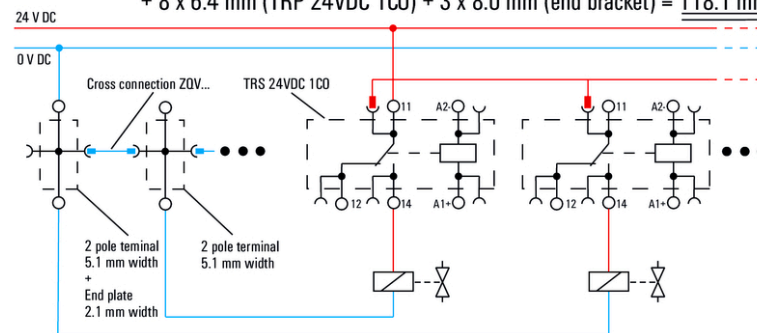 + 8 x 6.4 mm (TRP 24VDC 1CO) + 3 x 8.0 mm (end bracket) = 118.1 m
24 V DC
0 V DC
Cross connection ZQV...
TRS 24VDC 1CO
11
A2-
11
A2-
12
14
A1+
12
14
A1+
2 pole teminal
5.1 mm width
+
End plate
2.1 mm width
2 pole terminal
5.1 mm width